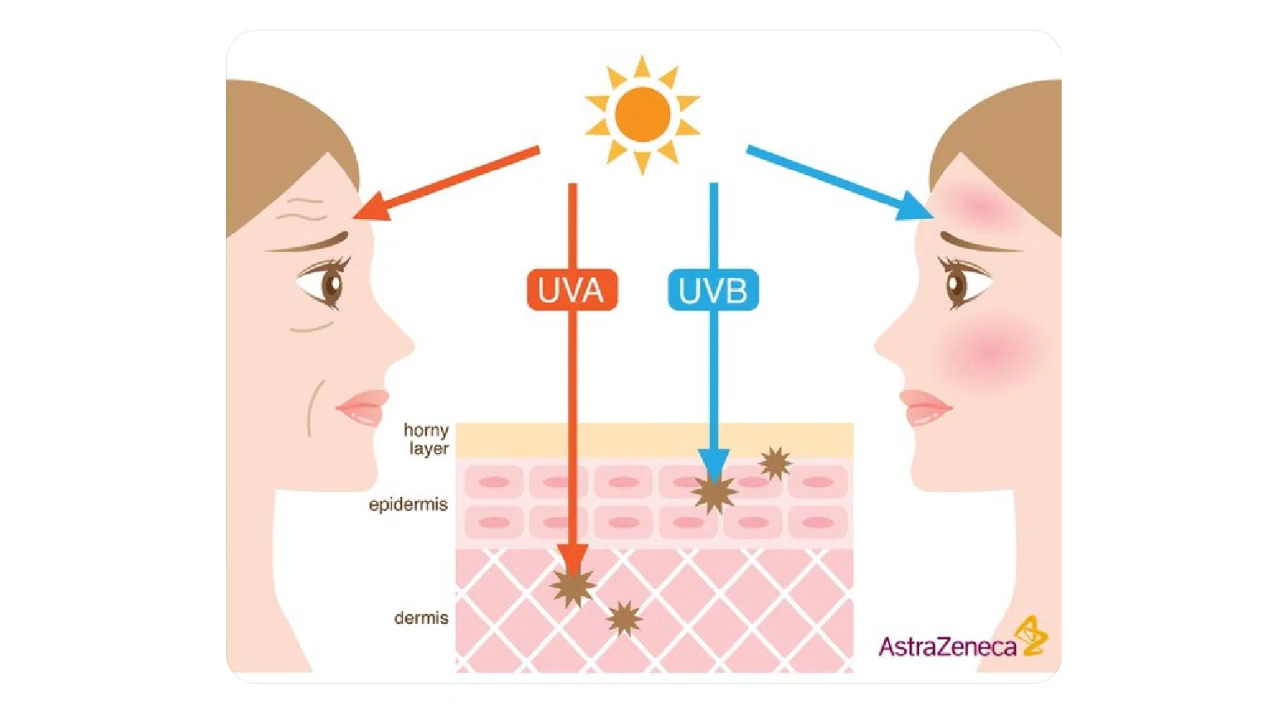 UVA
UVB
horny
layer
epidermis
dermis
AstraZeneca